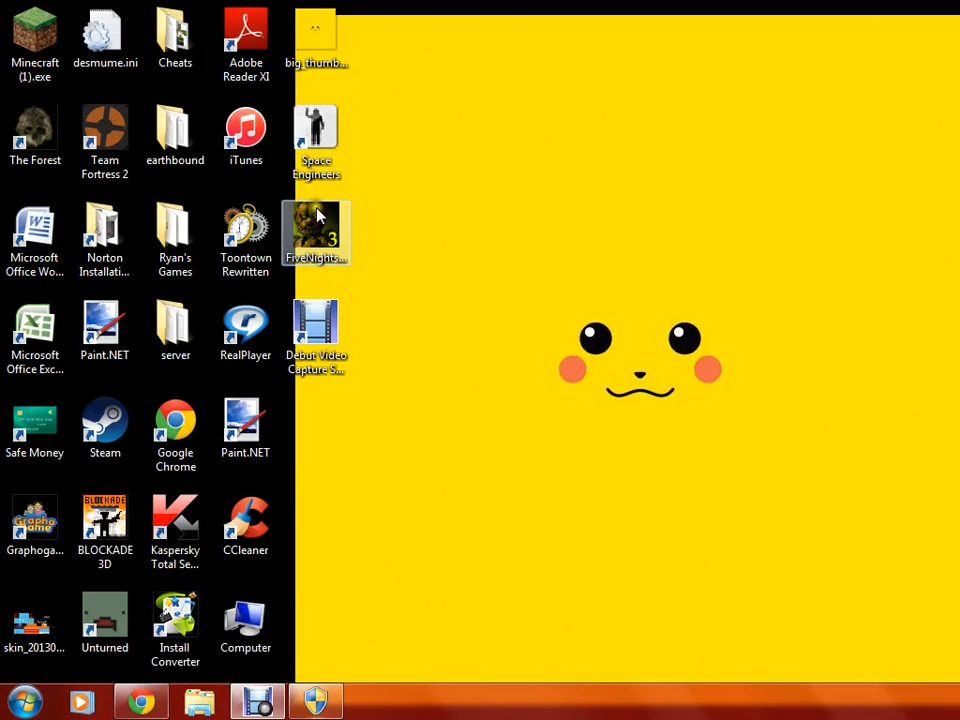 Minecraft
(1).exe
desmume.ini
Cheats
Adobe
Reader XI
big_thumb...
The Forest
Team
Fortress 2
earthbound
iTunes
Space
Engineers
Microsoft
Office Wo...
Norton
Installati...
Ryan's
Games
Toontown
Rewritten
3
FiveNights...
Microsoft
Office Exc...
Paint.NET
server
RealPlayer
Debut Video
Capture S...
Safe Money
Steam
Google
Chrome
Paint.NET
Graphoga...
BLOCKADE
BLOCKADE
3D
Kaspersky
Total Se...
CCleaner
skin_20130...
Unturned
Install
Converter
Computer